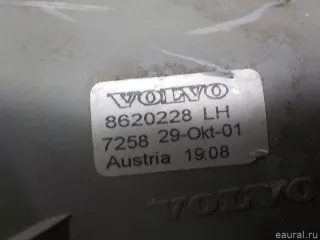 VOLVO
8620228 LH
7258 29-Okt-01
Austria 19:08
VOLVO
eaural.ru